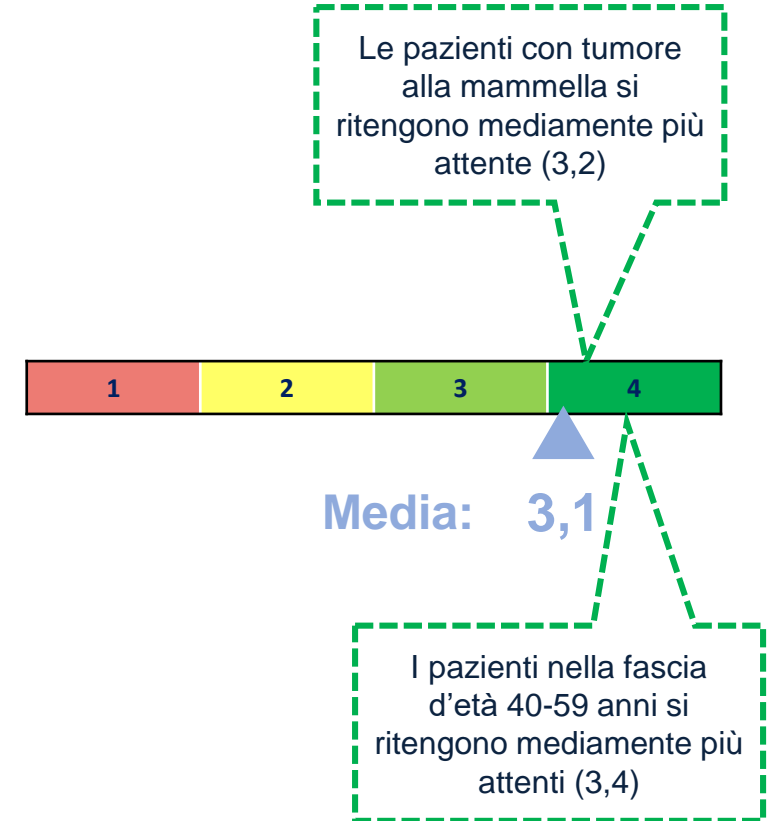 Le pazienti con tumore
alla mammella si
ritengono mediamente più
attente (3,2)
1 2 3 4
Media: 3,1
I pazienti nella fascia
d'età 40-59 anni si
ritengono mediamente più
attenti (3,4)